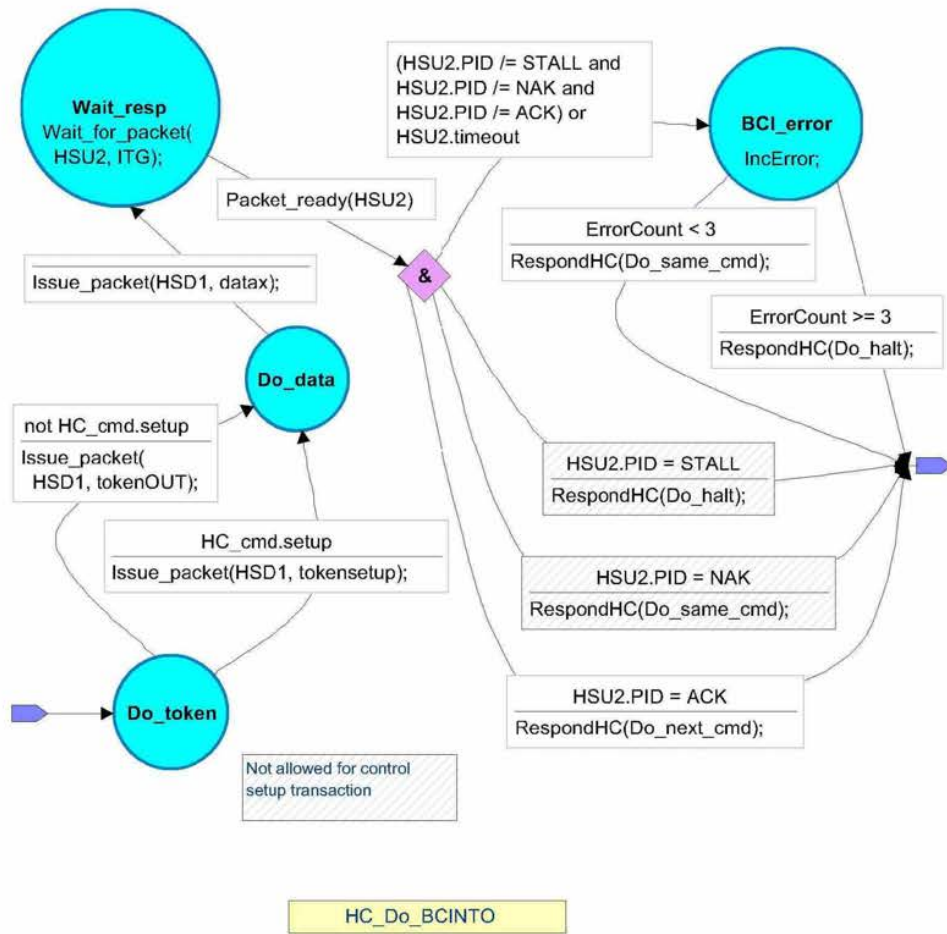 Wait_resp
Wait_for_packet(
HSU2, ITG);
(HSU2.PID /= STALL and
HSU2.PID /= NAK and
HSU2.PID /= ACK) or
HSU2.timeout
BCI_error
IncError;
Packet_ready(HSU2)
ErrorCount < 3
RespondHC(Do_same_cmd);
&
Issue_packet(HSD1, datax);
ErrorCount >= 3
RespondHC(Do_halt);
Do_data
not HC_cmd.setup
Issue_packet(
HSD1, tokenOUT);
HSU2.PID = STALL
RespondHC(Do_halt);
HC_cmd.setup
Issue_packet(HSD1, tokensetup);
HSU2.PID = NAK
RespondHC(Do_same_cmd);
Do_token
HSU2.PID = ACK
RespondHC(Do_next_cmd);
Not allowed for control
setup transaction
HC_Do_BCINTO